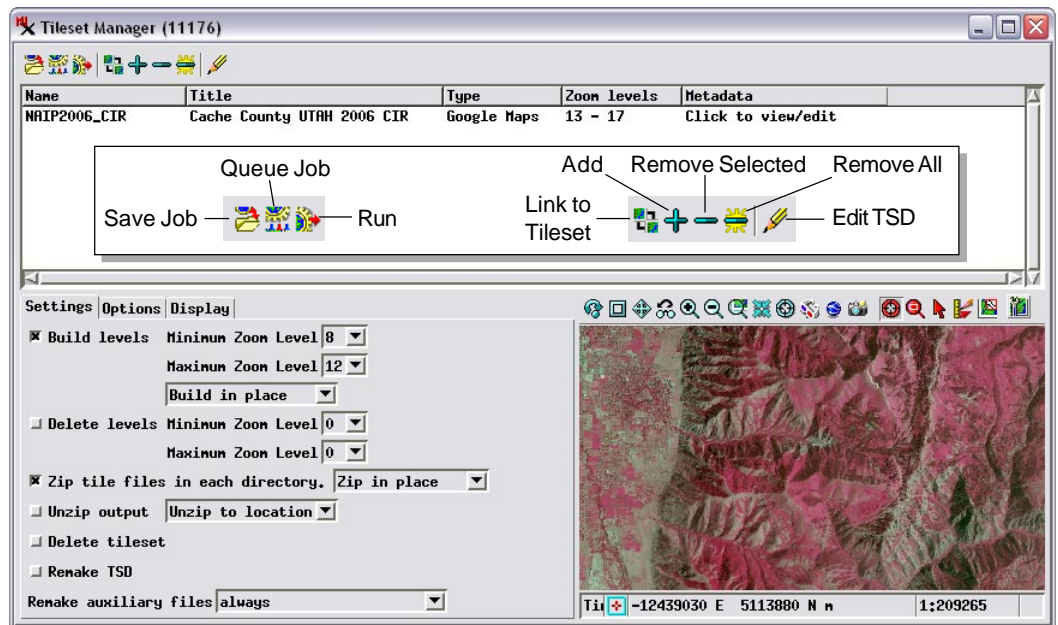 Tileset Manager (11176)
Name Title Type Zoom levels Metadata
NAIP2006_CIR Cache County UTAH 2006 CIR Google Maps 13 - 17 Click to view/edit
Queue Job
Save Job
Run
Add
Remove Selected
Remove All
Link to
Tileset
Edit TSD
Settings Options Display
Build levels Minimum Zoom Level 8
Maximum Zoom Level 12
Build in place
Delete levels Minimum Zoom Level 0
Maximum Zoom Level 0
Zip tile files in each directory. Zip in place
Unzip output Unzip to location
Delete tileset
Remake TSD
Remake auxiliary files always
-12439030 E 5113880 N m 1:209265